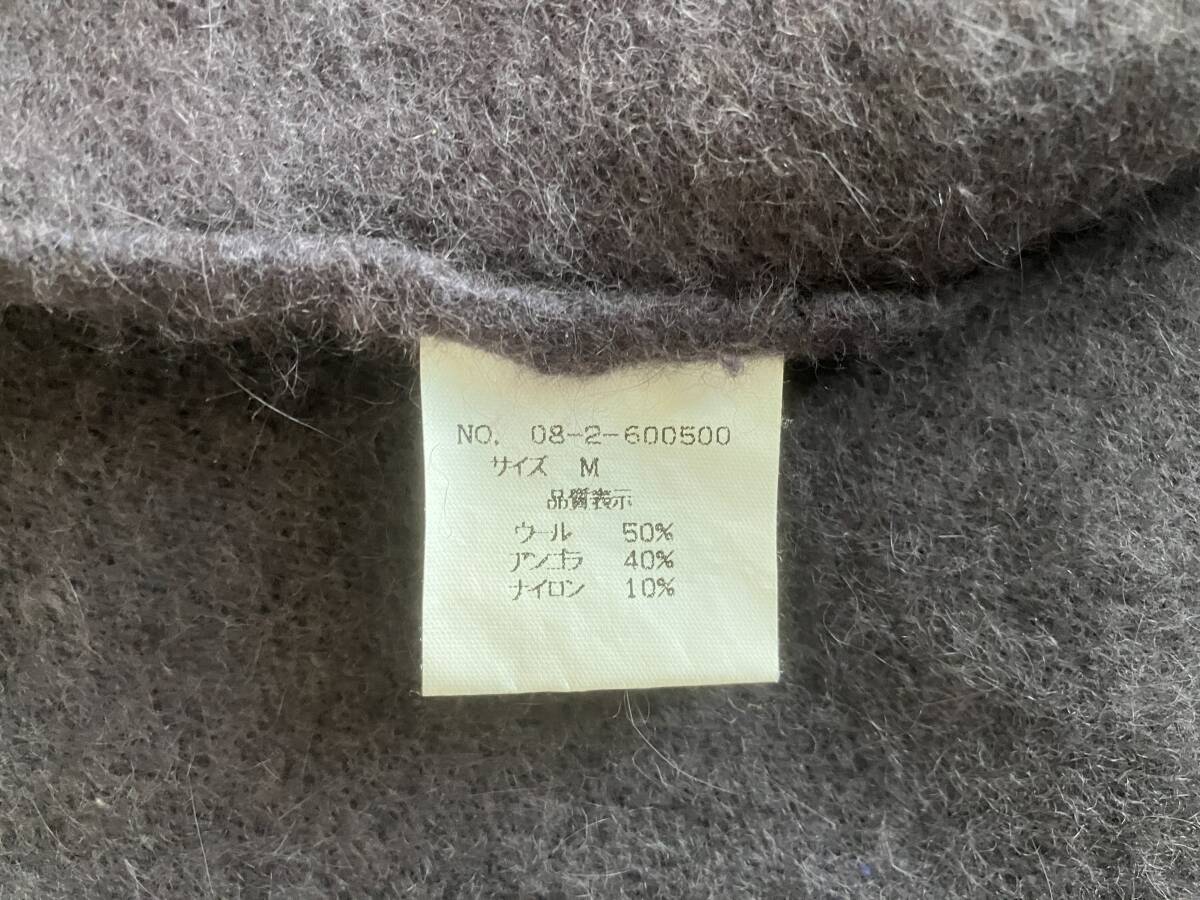 NO. 08-2-600500
サイズ M
品質表示
ウール 50%
アンゴラ 40%
ナイロン 10%